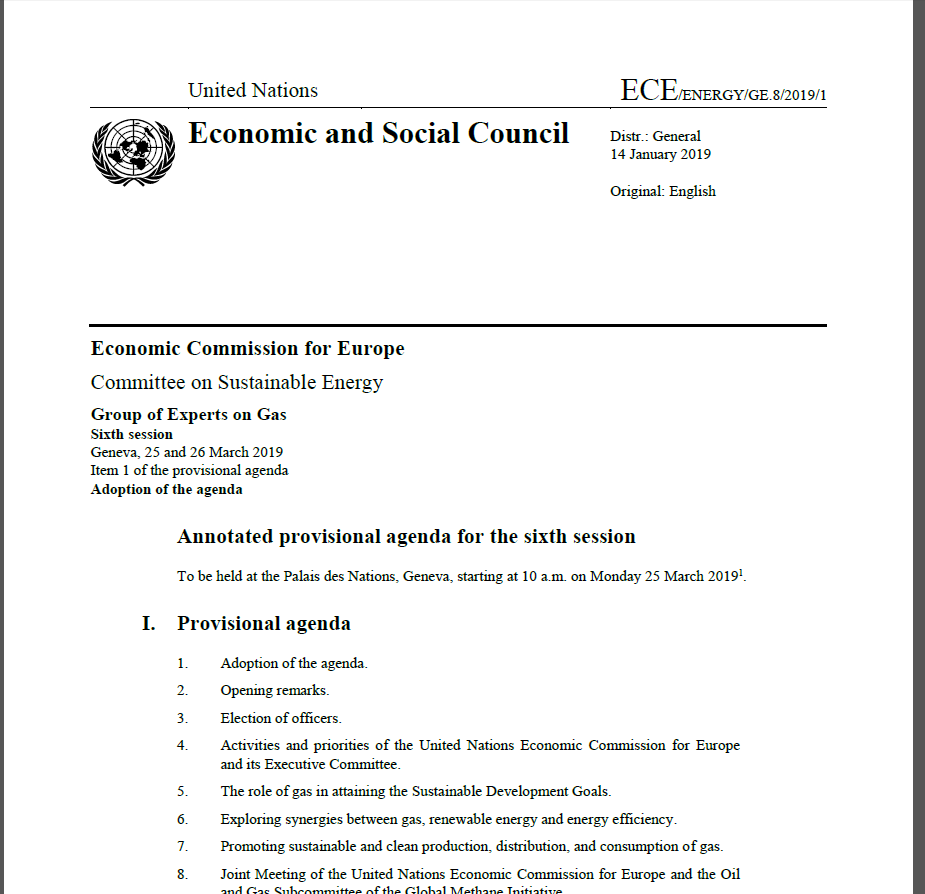 United Nations
ECE/ENERGY/GE.8/2019/1
Economic and Social Council
Distr.: General
14 January 2019
Original: English
Economic Commission for Europe
Committee on Sustainable Energy
Group of Experts on Gas
Sixth session
Geneva, 25 and 26 March 2019
Item 1 of the provisional agenda
Adoption of the agenda
Annotated provisional agenda for the sixth session
To be held at the Palais des Nations, Geneva, starting at 10 a.m. on Monday 25 March 2019¹.
I. Provisional agenda
1. Adoption of the agenda.
2. Opening remarks.
3. Election of officers.
4. Activities and priorities of the United Nations Economic Commission for Europe
and its Executive Committee.
5. The role of gas in attaining the Sustainable Development Goals.
6. Exploring synergies between gas, renewable energy and energy efficiency.
7. Promoting sustainable and clean production, distribution, and consumption of gas.
8. Joint Meeting of the United Nations Economic Commission for Europe and the Oil
and Gas Subcommittee of the Global Methane Initiative.